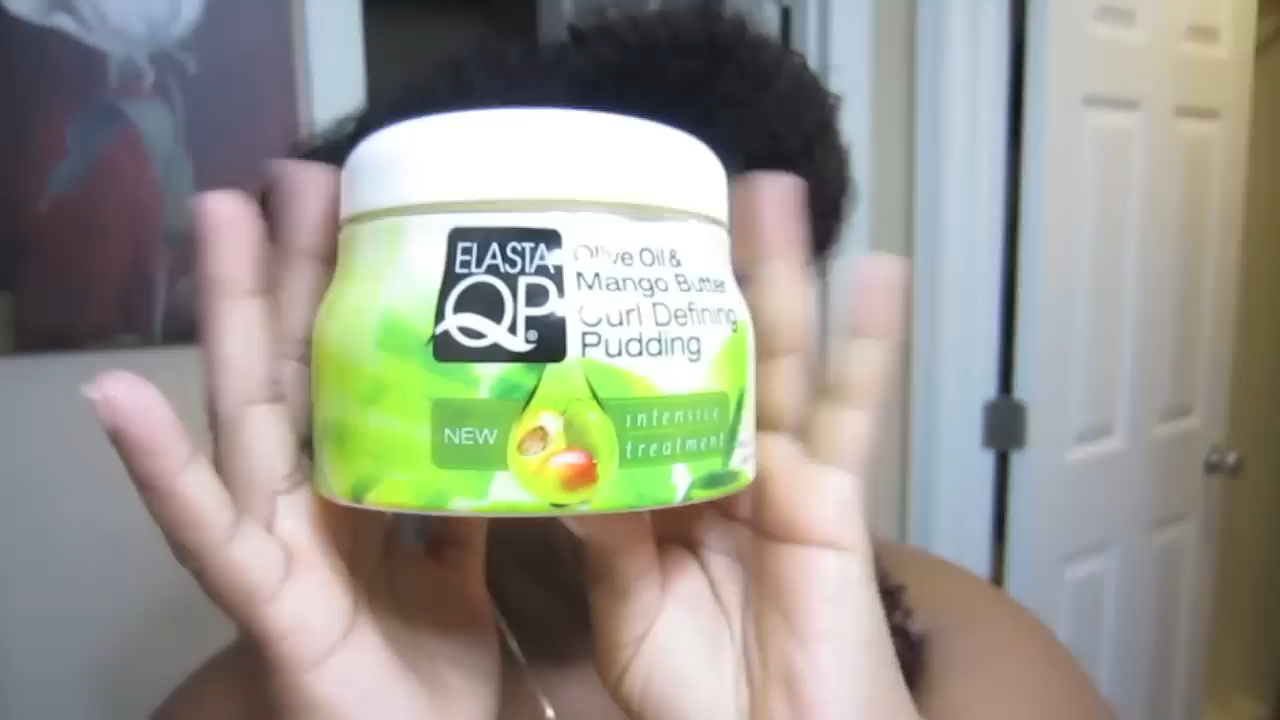 ELASTA
QP®
Olive Oil &
Mango Butter
Curl Defining
Pudding
NEW
intensive
treatment